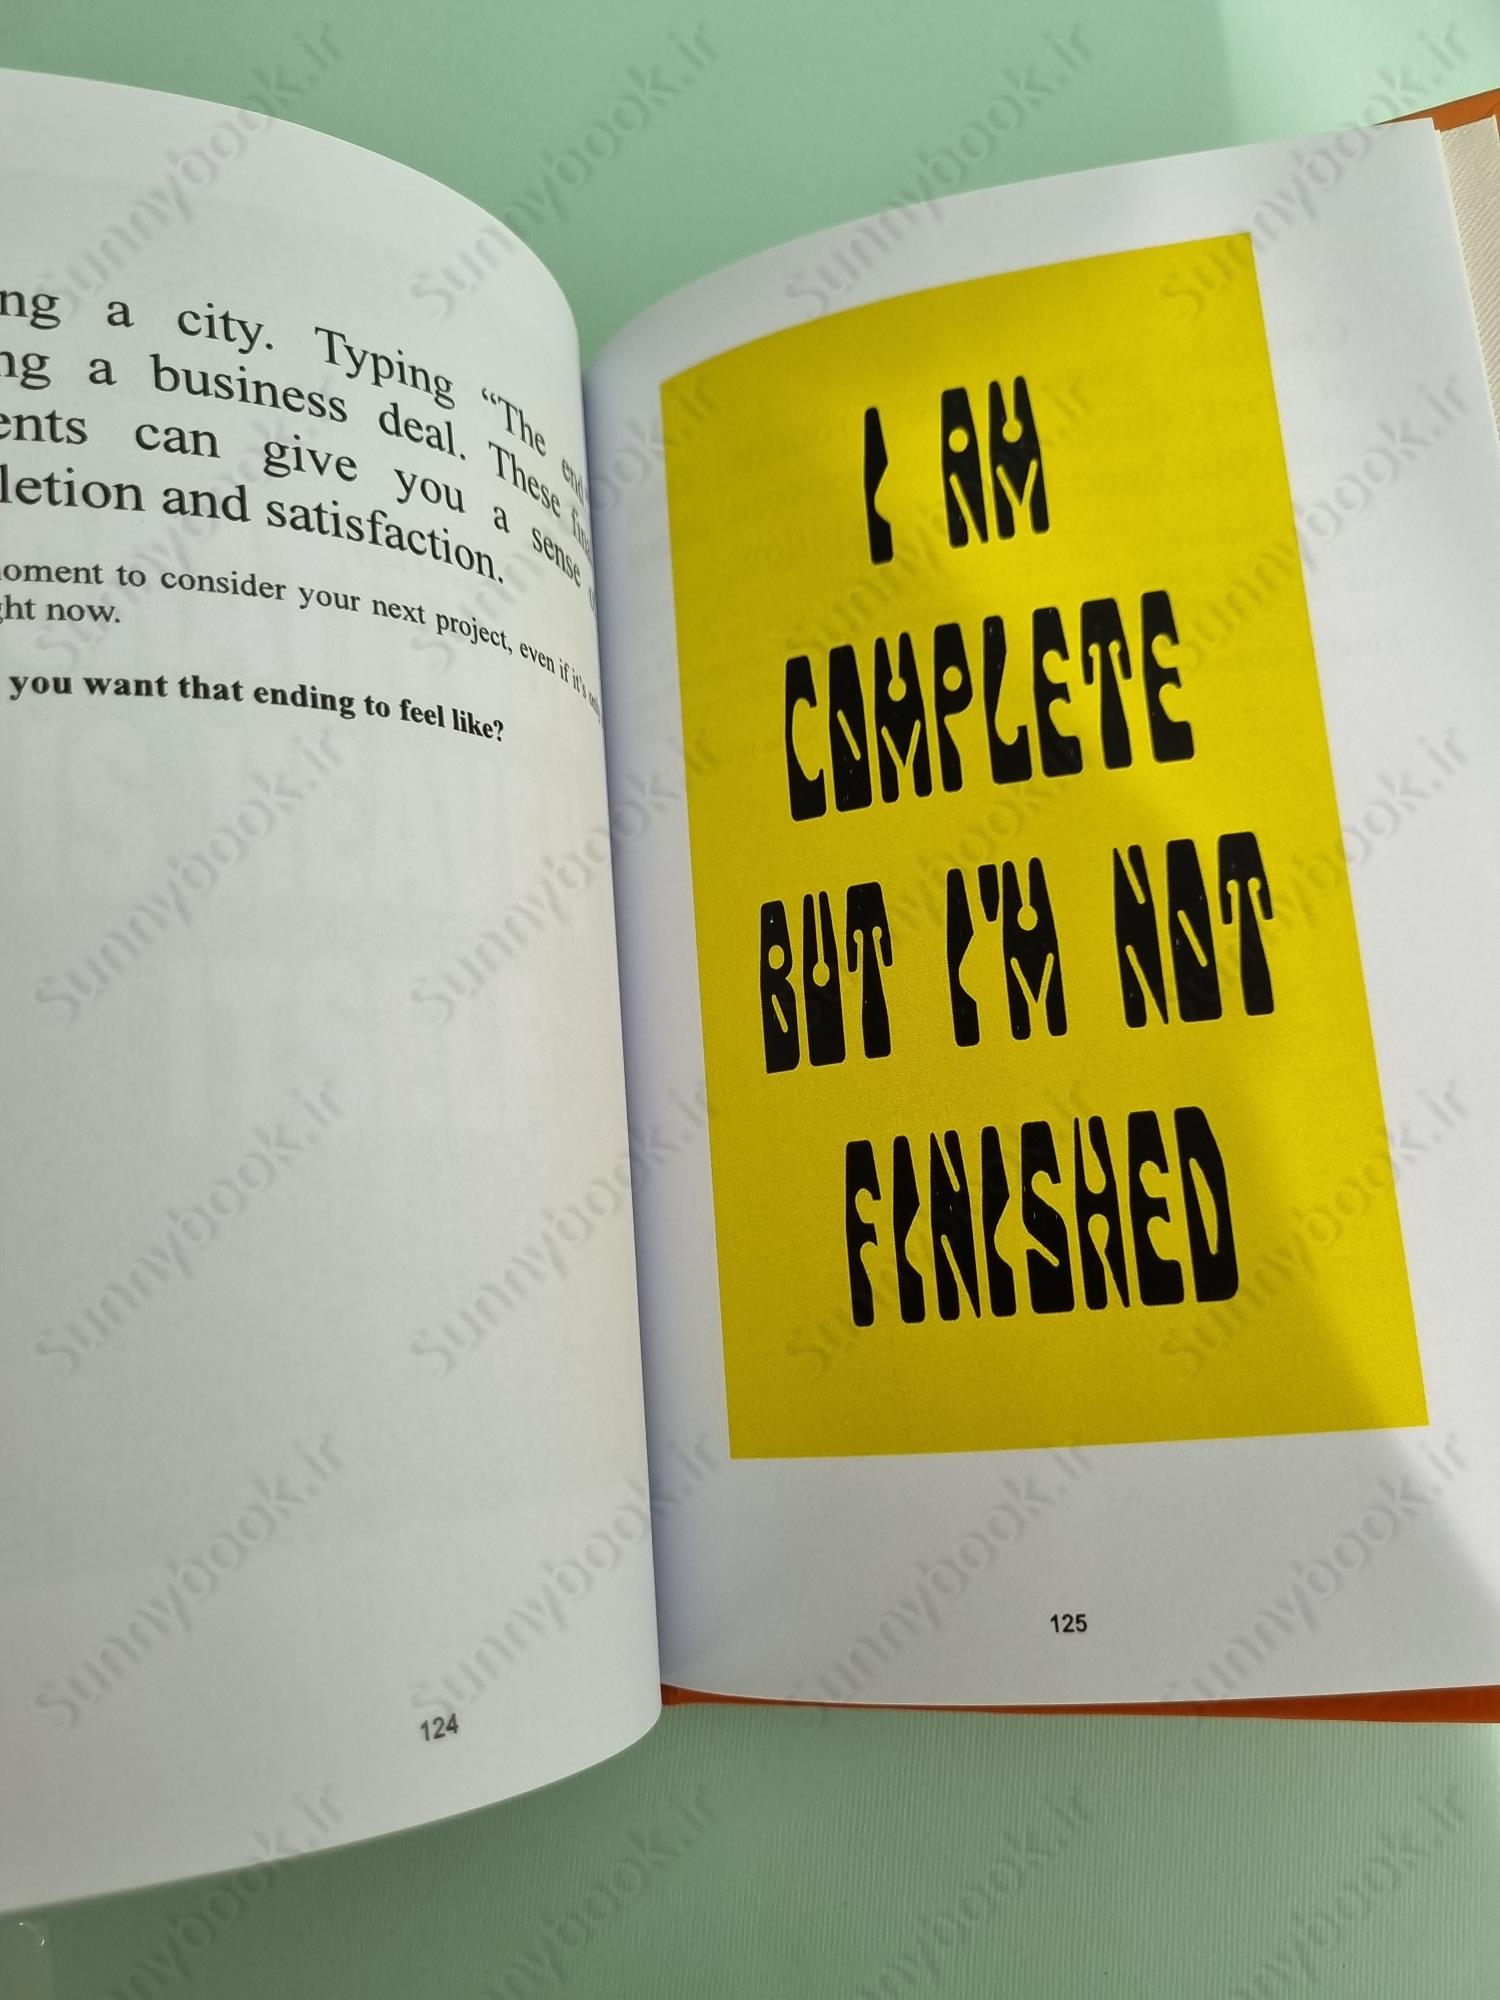 ng a city. Typing “The end
ng a business deal. These
ents can give you a sense
letion and satisfaction.
oment to consider your next project, even if it's
ght now.
you want that ending to feel like?
124
I AM
COMPLETE
BUT I'M NOT
FINISHED
125
Sunnybook.ir